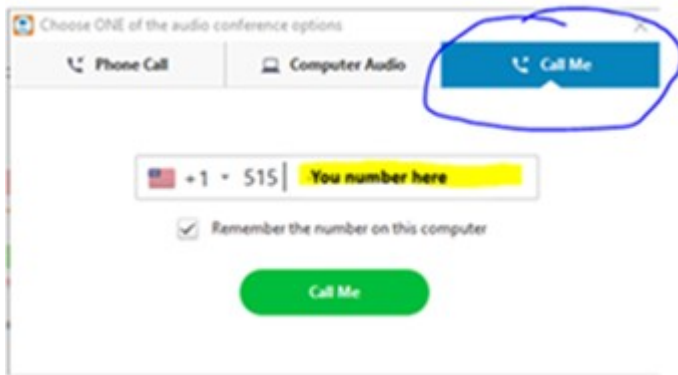 Choose ONE of the audio conference options
Phone Call
Computer Audio
Call Me
+1 515 You number here
Remember the number on this computer
Call Me